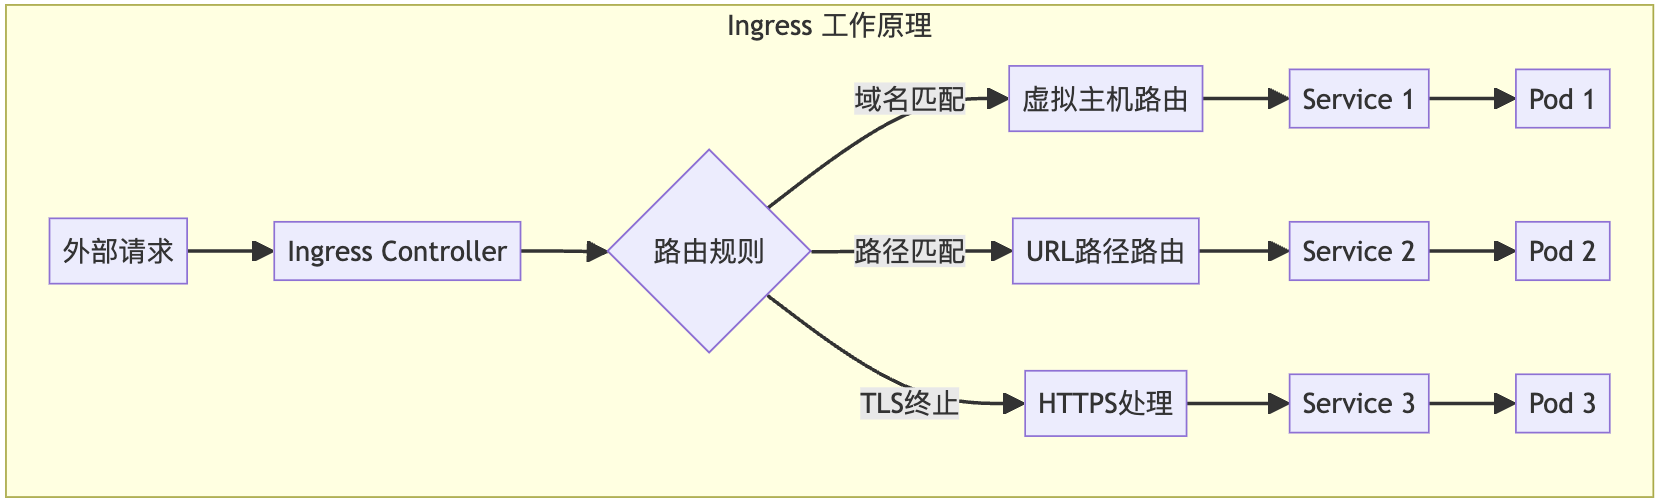 Ingress 工作原理
外部请求
Ingress Controller
路由规则
域名匹配
虚拟主机路由
Service 1
Pod 1
路径匹配
URL路径路由
Service 2
Pod 2
TLS终止
HTTPS处理
Service 3
Pod 3